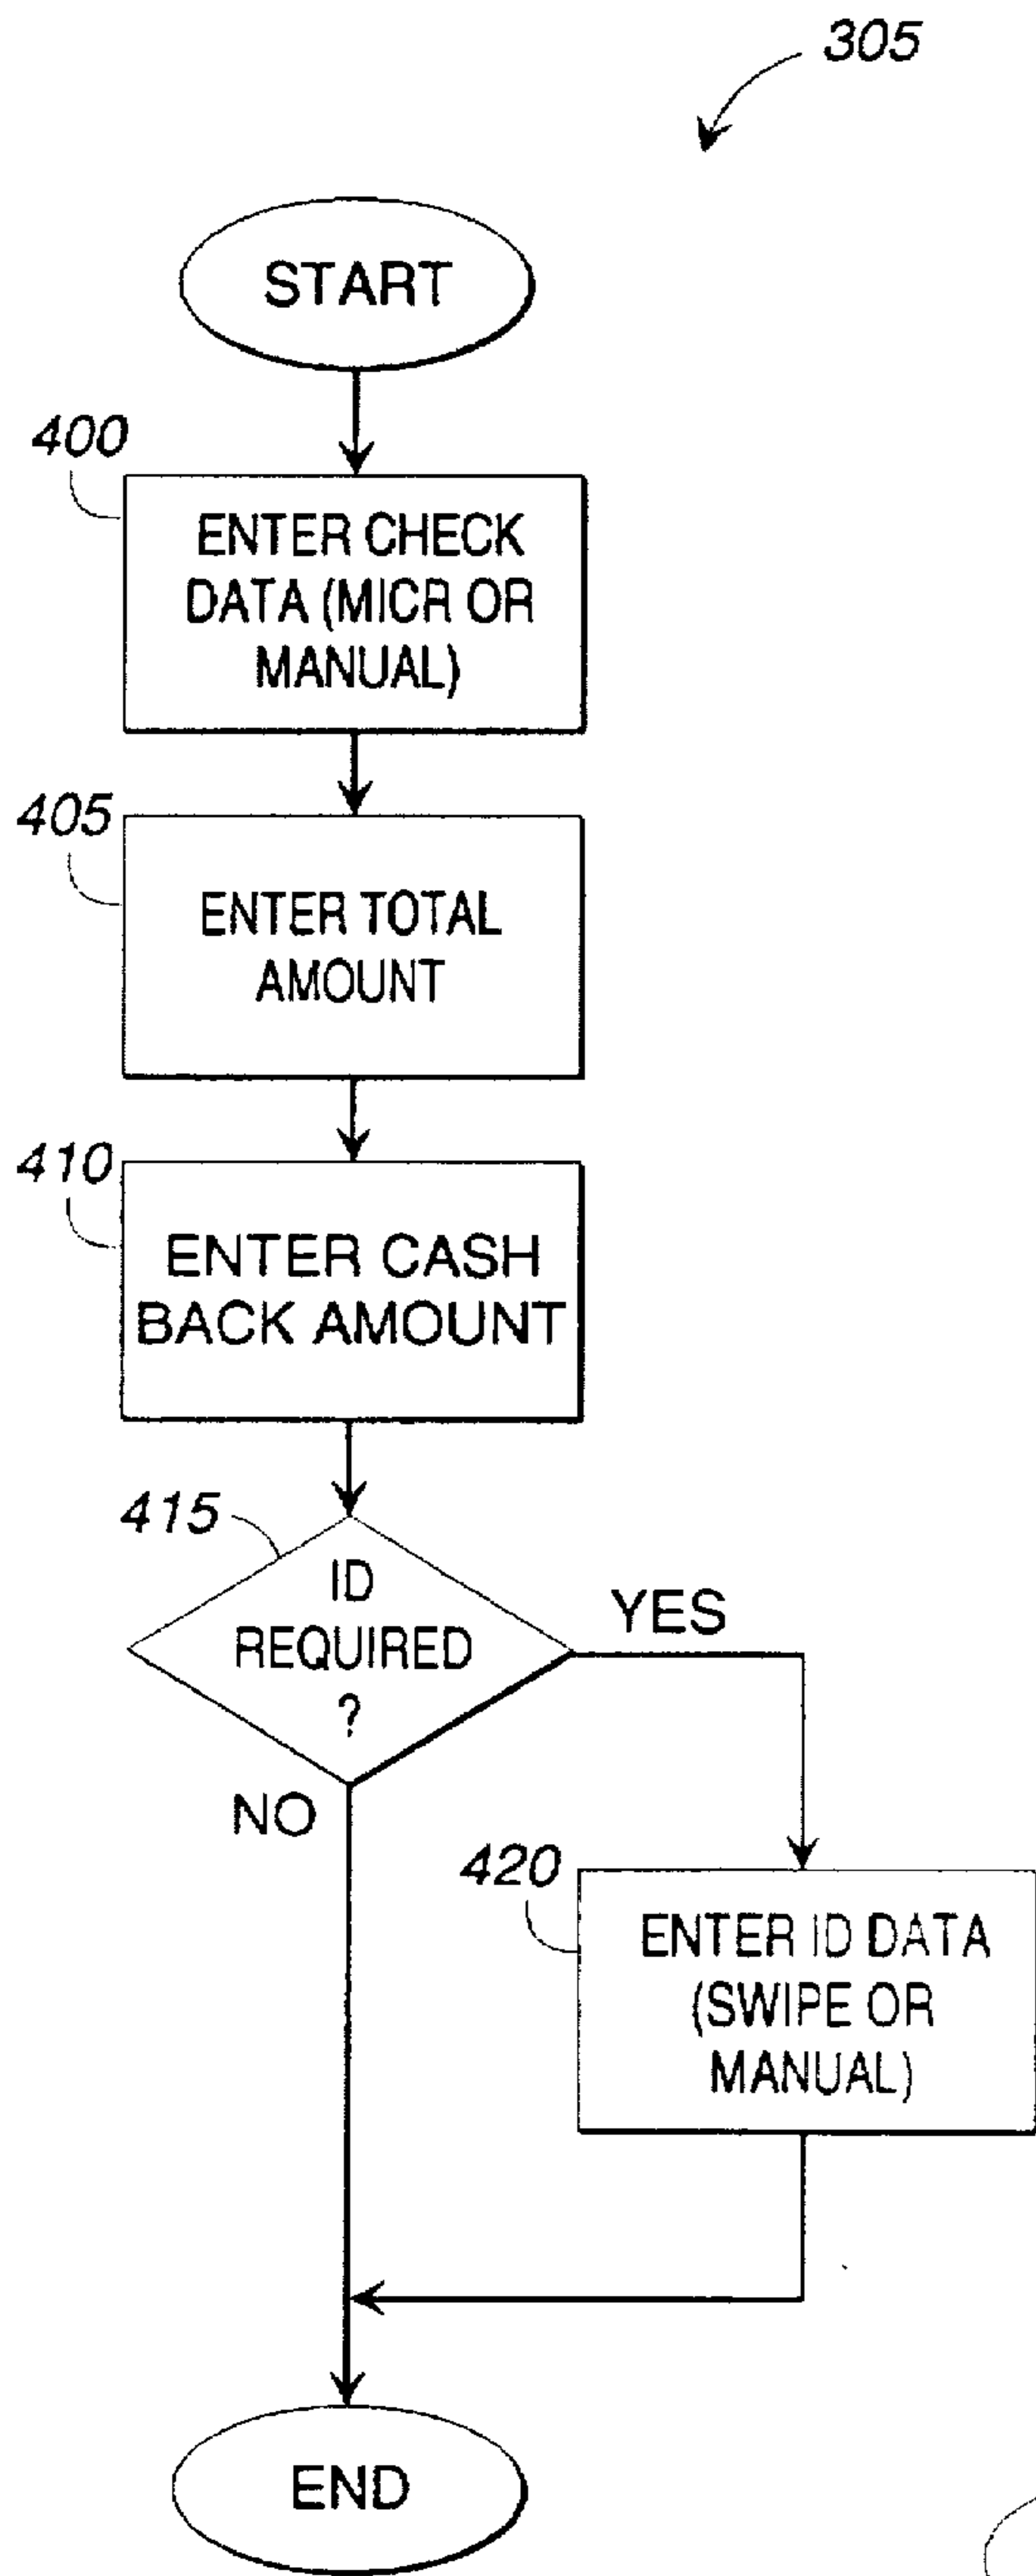 305
START
400
ENTER CHECK
DATA (MICR OR
MANUAL)
405
ENTER TOTAL
AMOUNT
410
ENTER CASH
BACK AMOUNT
415
ID
REQUIRED
?
YES
NO
420
ENTER ID DATA
(SWIPE OR
MANUAL)
END